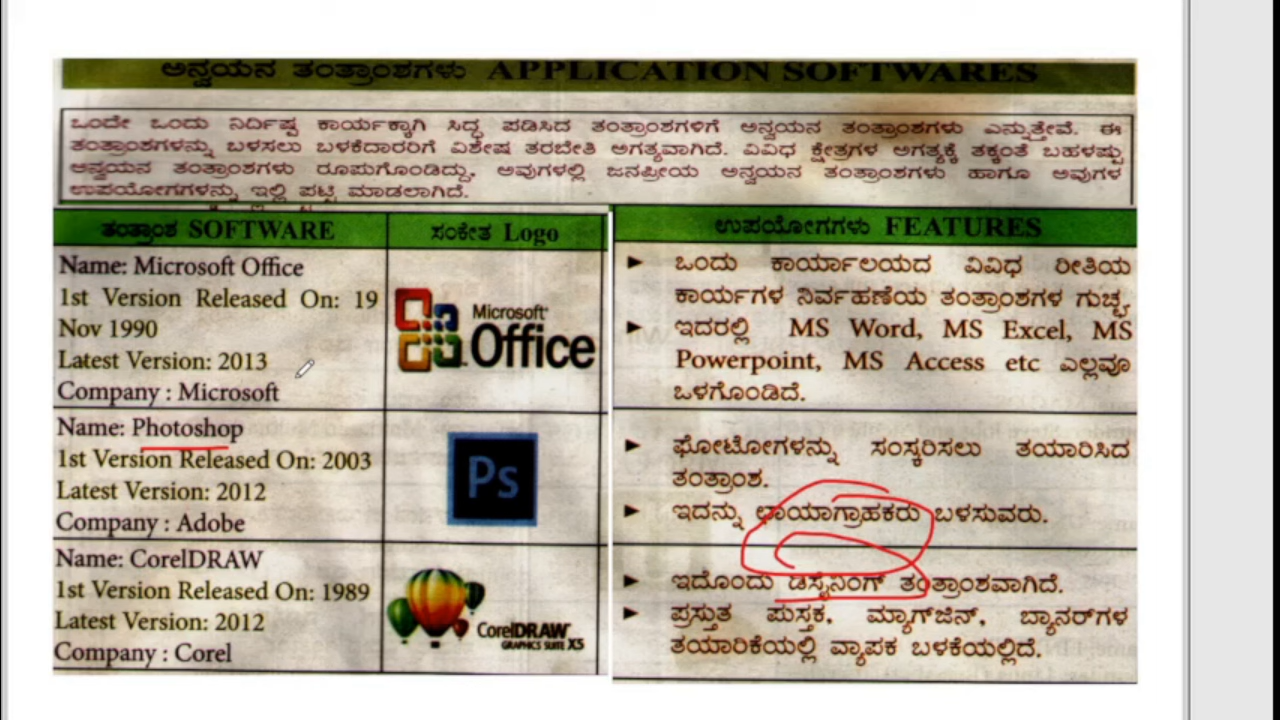 ಅನ್ವಯನ ತಂತ್ರಾಂಶಗಳು APPLICATION SOFTWARES
ಒಂದೇ ಒಂದು ನಿರ್ದಿಷ್ಟ ಕಾರ್ಯಕ್ಕಾಗಿ ಸಿದ್ಧ ಪಡಿಸಿದ ತಂತ್ರಾಂಶಗಳಿಗೆ ಅನ್ವಯನ ತಂತ್ರಾಂಶಗಳು ಎನ್ನುತ್ತೇವೆ. ಈ
ತಂತ್ರಾಂಶಗಳನ್ನು ಬಳಸಲು ಬಳಕೆದಾರರಿಗೆ ವಿಶೇಷ ತರಬೇತಿ ಅಗತ್ಯವಾಗಿದೆ. ವಿವಿಧ ಕ್ಷೇತ್ರಗಳ ಅಗತ್ಯಕ್ಕೆ ತಕ್ಕಂತೆ ಬಹಳಷ್ಟು
ಅನ್ವಯನ ತಂತ್ರಾಂಶಗಳು ರೂಪುಗೊಂಡಿದ್ದು, ಅವುಗಳಲ್ಲಿ ಜನಪ್ರೀಯ ಅನ್ವಯನ ತಂತ್ರಾಂಶಗಳು ಹಾಗೂ ಅವುಗಳ
ಉಪಯೋಗಗಳನ್ನು ಇಲ್ಲಿ ಪಟ್ಟಿ ಮಾಡಲಾಗಿದೆ.
ತಂತ್ರಾಂಶ SOFTWARE
ಸಂಕೇತ Logo
ಉಪಯೋಗಗಳು FEATURES
Name: Microsoft Office
1st Version Released On: 19
Nov 1990
Latest Version: 2013
Company : Microsoft
Microsoft
Office
ಒಂದು ಕಾರ್ಯಾಲಯದ ವಿವಿಧ ರೀತಿಯ
ಕಾರ್ಯಗಳ ನಿರ್ವಹಣೆಯ ತಂತ್ರಾಂಶಗಳ ಗುಚ್ಛ
ಇದರಲ್ಲಿ MS Word, MS Excel, MS
Powerpoint, MS Access etc ಎಲ್ಲವೂ
ಒಳಗೊಂಡಿದೆ.
Name: Photoshop
1st Version Released On: 2003
Latest Version: 2012
Company : Adobe
Ps
ಫೋಟೋಗಳನ್ನು ಸಂಸ್ಕರಿಸಲು ತಯಾರಿಸಿದ
ತಂತ್ರಾಂಶ.
ಇದನ್ನು ಛಾಯಾಗ್ರಾಹಕರು ಬಳಸುವರು.
Name: CorelDRAW
1st Version Released On: 1989
Latest Version: 2012
Company : Corel
CorelDRAW
GRAPHICS SUITE X5
ಇದೊಂದು ಡಿಸೈನಿಂಗ್ ತಂತ್ರಾಂಶವಾಗಿದೆ.
ಪ್ರಸ್ತುತ ಪುಸ್ತಕ, ಮ್ಯಾಗ್‌ಜಿನ್, ಬ್ಯಾನರ್‌ಗಳ
ತಯಾರಿಕೆಯಲ್ಲಿ ವ್ಯಾಪಕ ಬಳಕೆಯಲ್ಲಿದೆ.